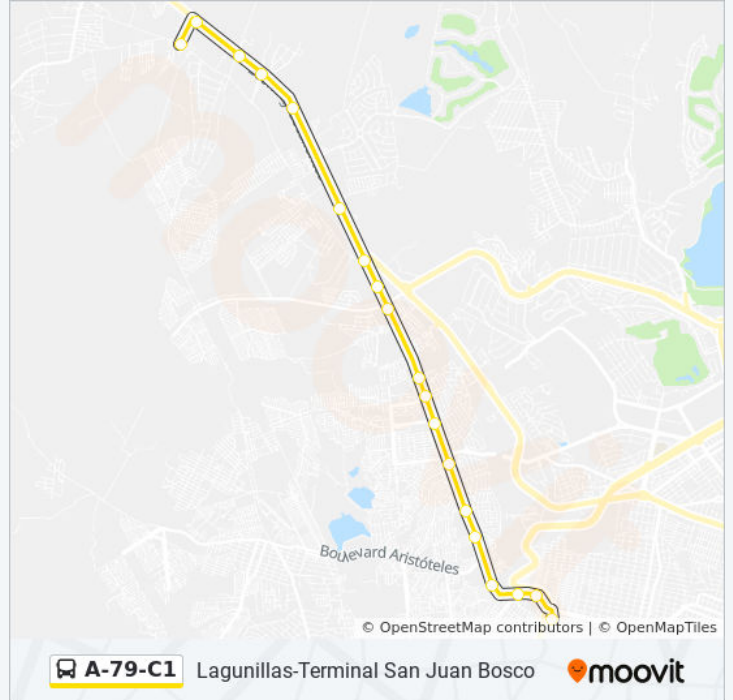 Boulevard Aristóteles
© OpenStreetMap contributors | © OpenMapTiles
A-79-C1 Lagunillas-Terminal San Juan Bosco moovit